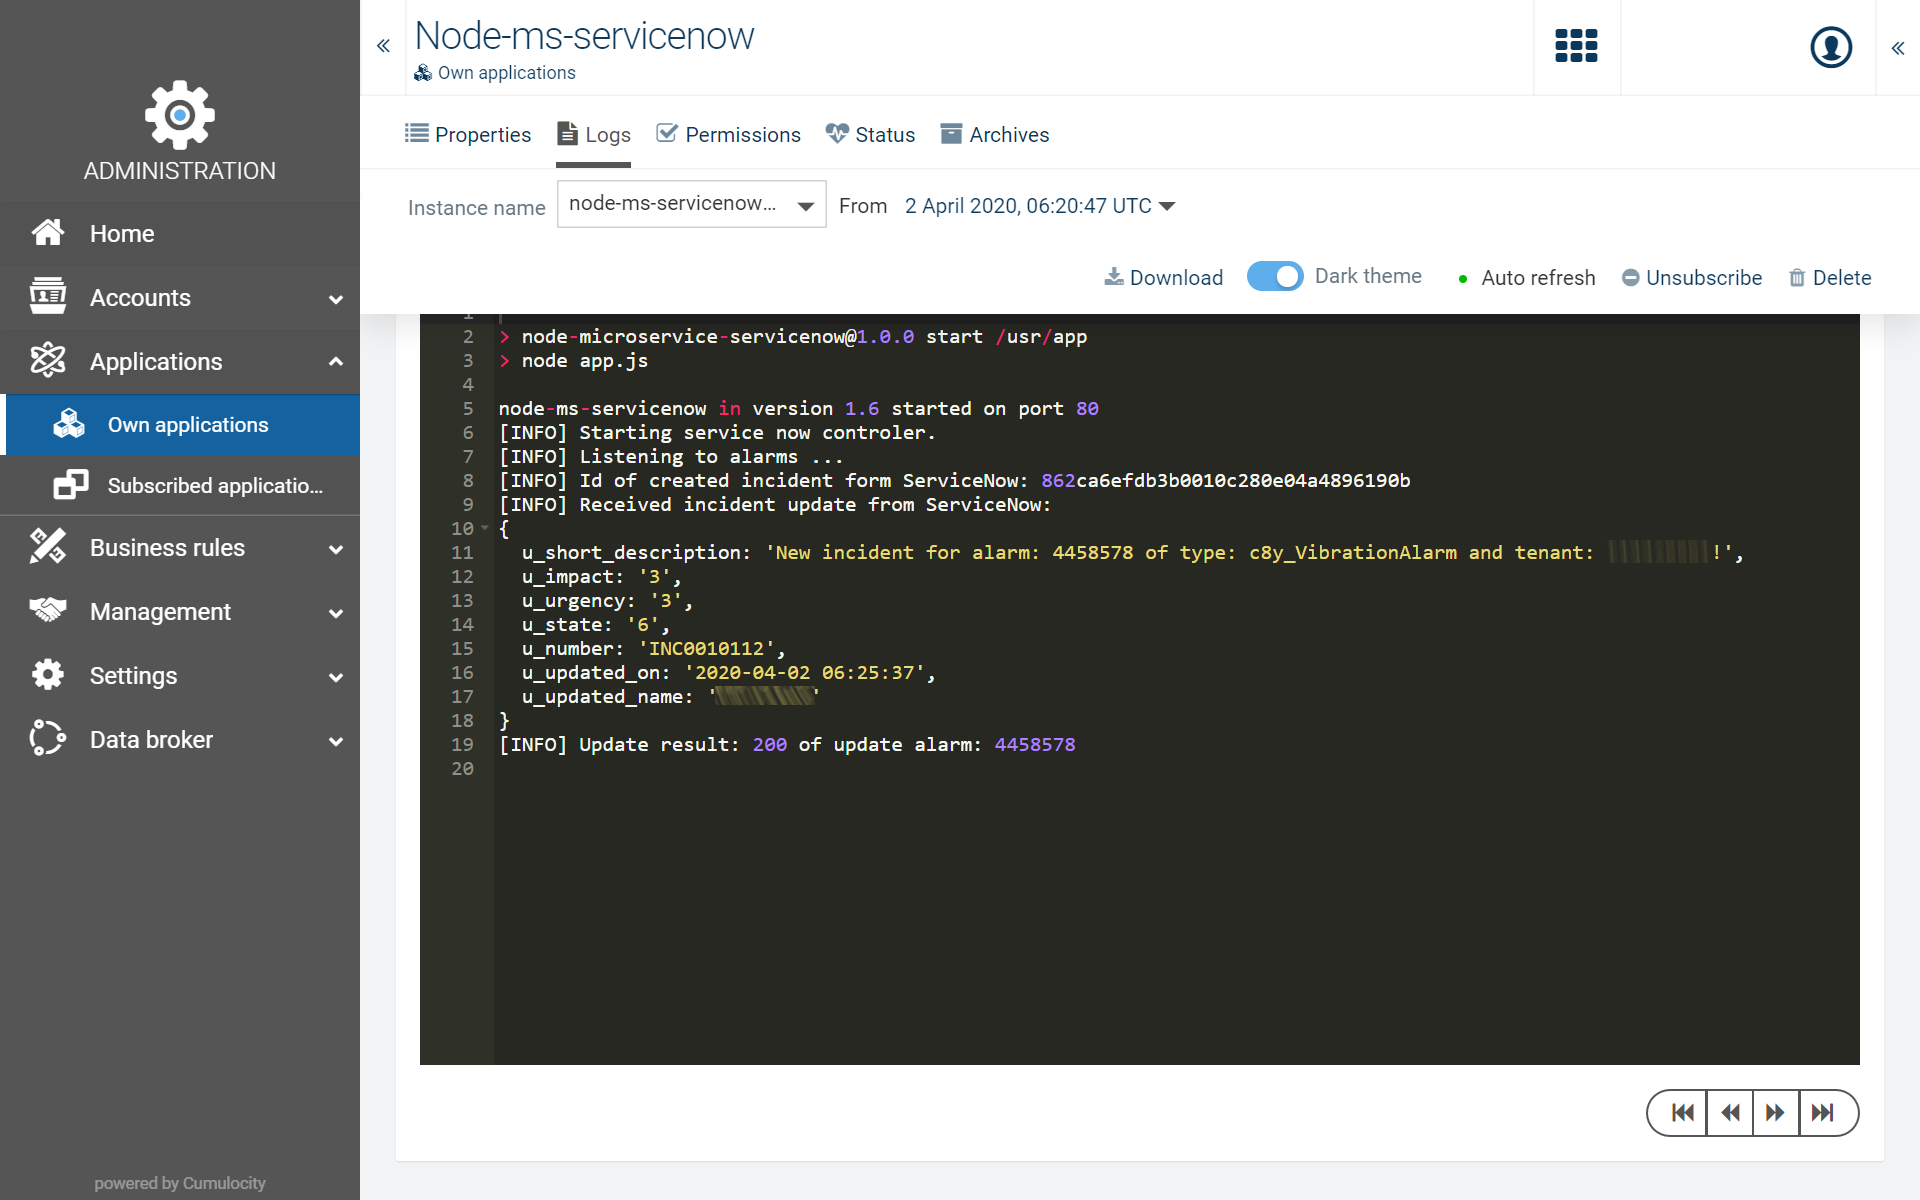 ADMINISTRATION
Home
Accounts
Applications
Own applications
Subscribed applicatio...
Business rules
Management
Settings
Data broker
powered by Cumulocity
Node-ms-servicenow
Own applications
Properties
Logs
Permissions
Status
Archives
Instance name node-ms-servicenow... From 2 April 2020, 06:20:47 UTC
Download Dark theme Auto refresh Unsubscribe Delete
1
2 > node-microservice-servicenow@1.0.0 start /usr/app
3 > node app.js
4
5 node-ms-servicenow in version 1.6 started on port 80
6 [INFO] Starting service now controler.
7 [INFO] Listening to alarms ...
8 [INFO] Id of created incident form ServiceNow: 862ca6efdb3b0010c280e04a4896190b
9 [INFO] Received incident update from ServiceNow:
10 {
11 u_short_description: 'New incident for alarm: 4458578 of type: c8y_VibrationAlarm and tenant: !',
12 u_impact: '3',
13 u_urgency: '3',
14 u_state: '6',
15 u_number: 'INC0010112',
16 u_updated_on: '2020-04-02 06:25:37',
17 u_updated_name: ' '
18 }
19 [INFO] Update result: 200 of update alarm: 4458578
20